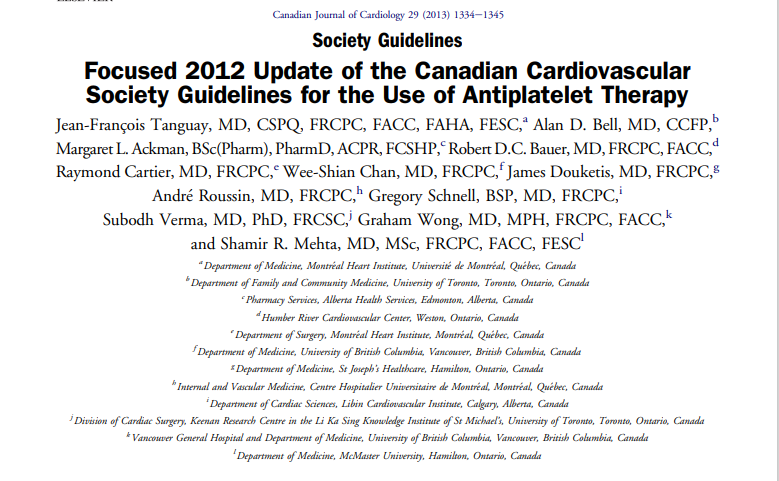 Canadian Journal of Cardiology 29 (2013) 1334–1345
Society Guidelines
Focused 2012 Update of the Canadian Cardiovascular
Society Guidelines for the Use of Antiplatelet Therapy
Jean-François Tanguay, MD, CSPQ, FRCPC, FACC, FAHA, FESC,a Alan D. Bell, MD, CCFP,b
Margaret L. Ackman, BSc(Pharm), PharmD, ACPR, FCSHP,c Robert D.C. Bauer, MD, FRCPC, FACC,d
Raymond Cartier, MD, FRCPC,e Wee-Shian Chan, MD, FRCPC,f James Douketis, MD, FRCPC,g
André Roussin, MD, FRCPC,h Gregory Schnell, BSP, MD, FRCPC,i
Subodh Verma, MD, PhD, FRCSC,j Graham Wong, MD, MPH, FRCPC, FACC,k
and Shamir R. Mehta, MD, MSc, FRCPC, FACC, FESCl
a Department of Medicine, Montréal Heart Institute, Université de Montréal, Québec, Canada
b Department of Family and Community Medicine, University of Toronto, Toronto, Ontario, Canada
c Pharmacy Services, Alberta Health Services, Edmonton, Alberta, Canada
d Humber River Cardiovascular Center, Weston, Ontario, Canada
e Department of Surgery, Montréal Heart Institute, Montréal, Québec, Canada
f Department of Medicine, University of British Columbia, Vancouver, British Columbia, Canada
g Department of Medicine, St Joseph's Healthcare, Hamilton, Ontario, Canada
h Internal and Vascular Medicine, Centre Hospitalier Universitaire de Montréal, Montréal, Québec, Canada
i Department of Cardiac Sciences, Libin Cardiovascular Institute, Calgary, Alberta, Canada
j Division of Cardiac Surgery, Keenan Research Centre in the Li Ka Sing Knowledge Institute of St Michael's, University of Toronto, Toronto, Ontario, Canada
k Vancouver General Hospital and Department of Medicine, University of British Columbia, Vancouver, British Columbia, Canada
l Department of Medicine, McMaster University, Hamilton, Ontario, Canada